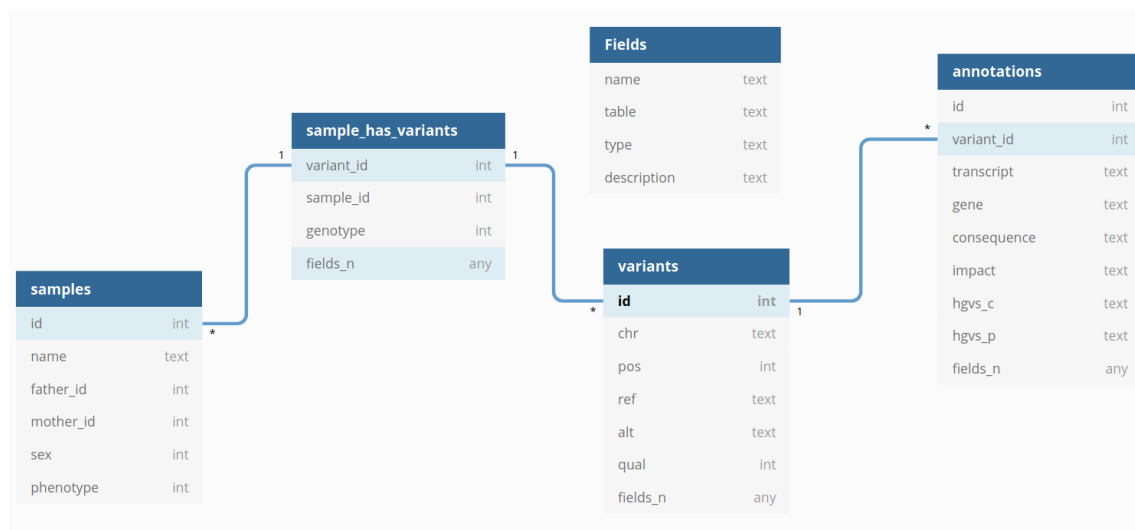 Fields
name text
table text
type text
description text
annotations
id int
variant_id int
transcript text
gene text
consequence text
impact text
hgvs_c text
hgvs_p text
fields_n any
*
sample_has_variants
variant_id int
sample_id int
genotype int
fields_n any
1
1
variants
id int
chr text
pos int
ref text
alt text
qual int
fields_n any
*
1
samples
id int
name text
father_id int
mother_id int
sex int
phenotype int
*